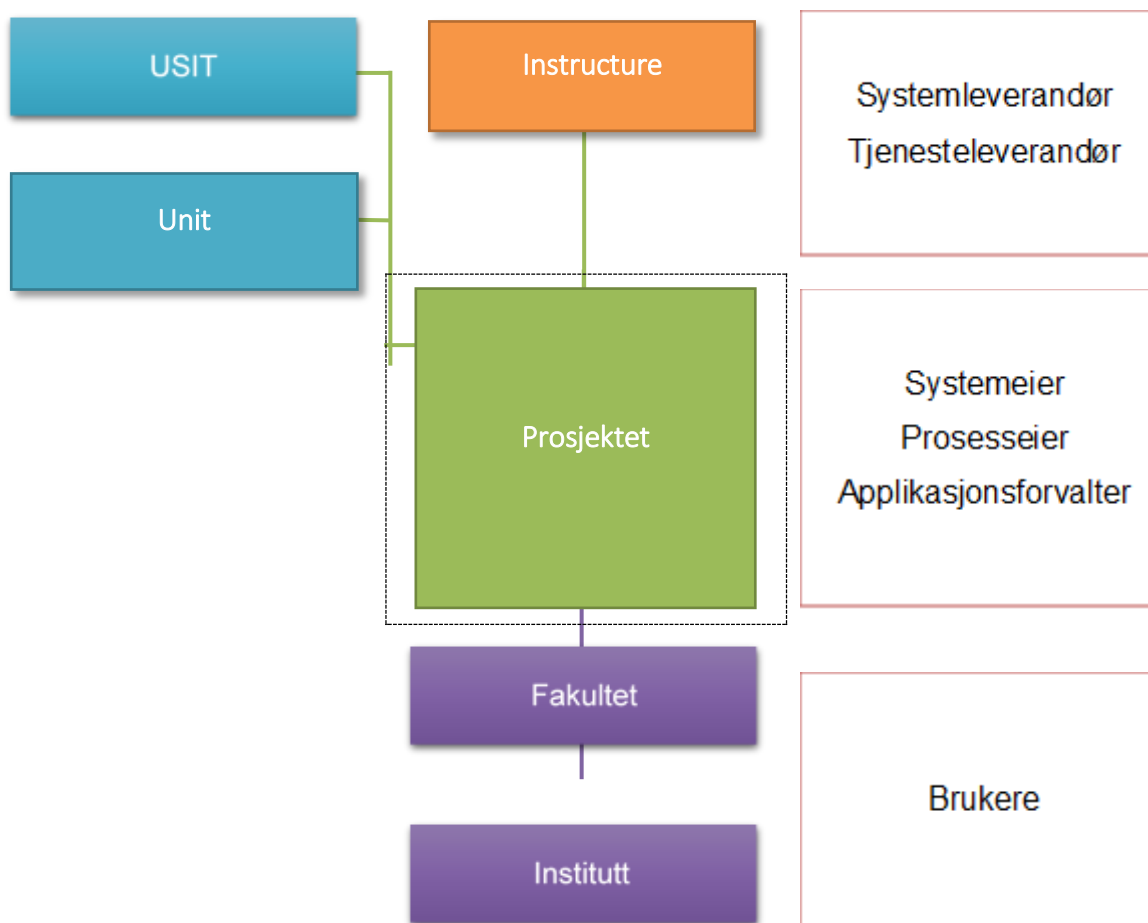 USIT
Instructure
Systemleverandør
Tjenesteleverandør
Unit
Prosjektet
Systemeier
Prosesseier
Applikasjonsforvalter
Fakultet
Brukere
Institutt